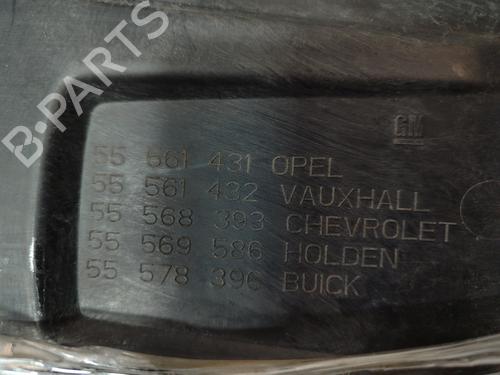 B-PARTS
GM
55 561 431 OPEL
55 561 432 VAUXHALL
55 568 393 CHEVROLET
55 569 586 HOLDEN
55 578 396 BUICK